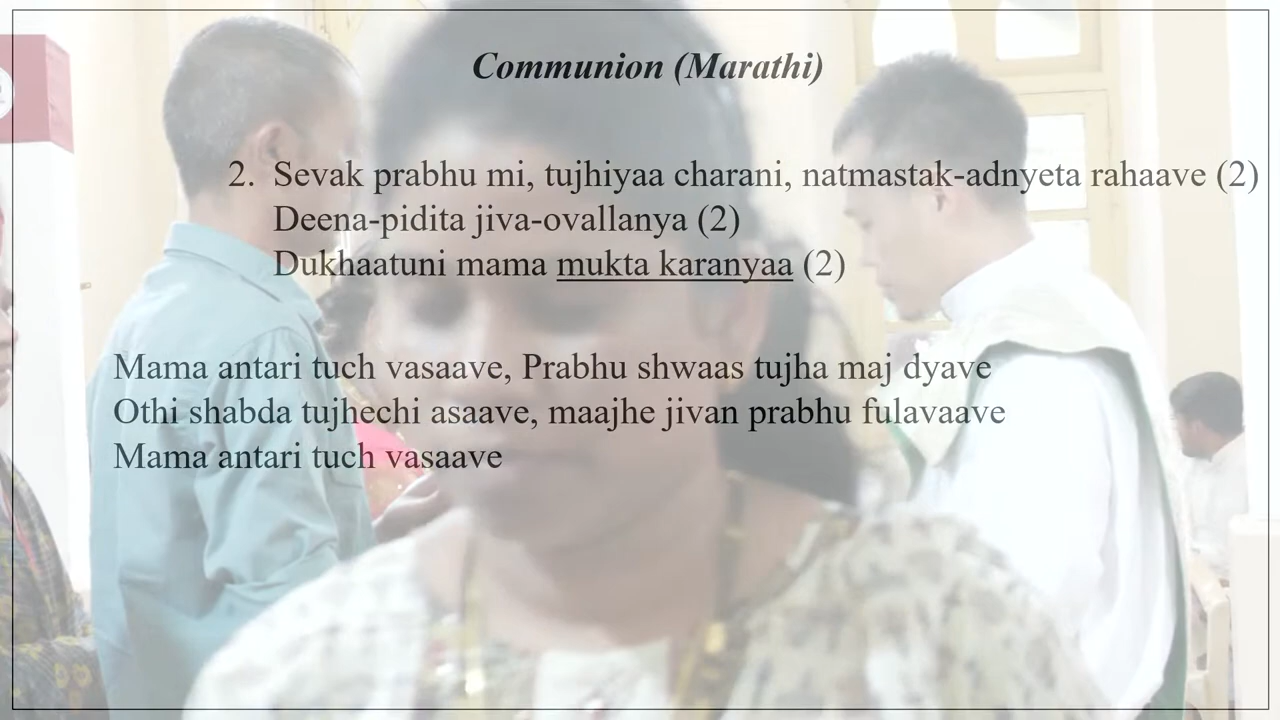 Communion (Marathi)
2. Sevak prabhu mi, tujhiyaa charani, natmastak-adnyeta rahaave (2)
Deena-pidita jiva-ovallanya (2)
Dukhaatuni mama mukta karanyaa (2)
Mama antari tuch vasaave, Prabhu shwaas tujha maj dyave
Othi shabda tujhechi asaave, maajhe jivan prabhu fulavaave
Mama antari tuch vasaave